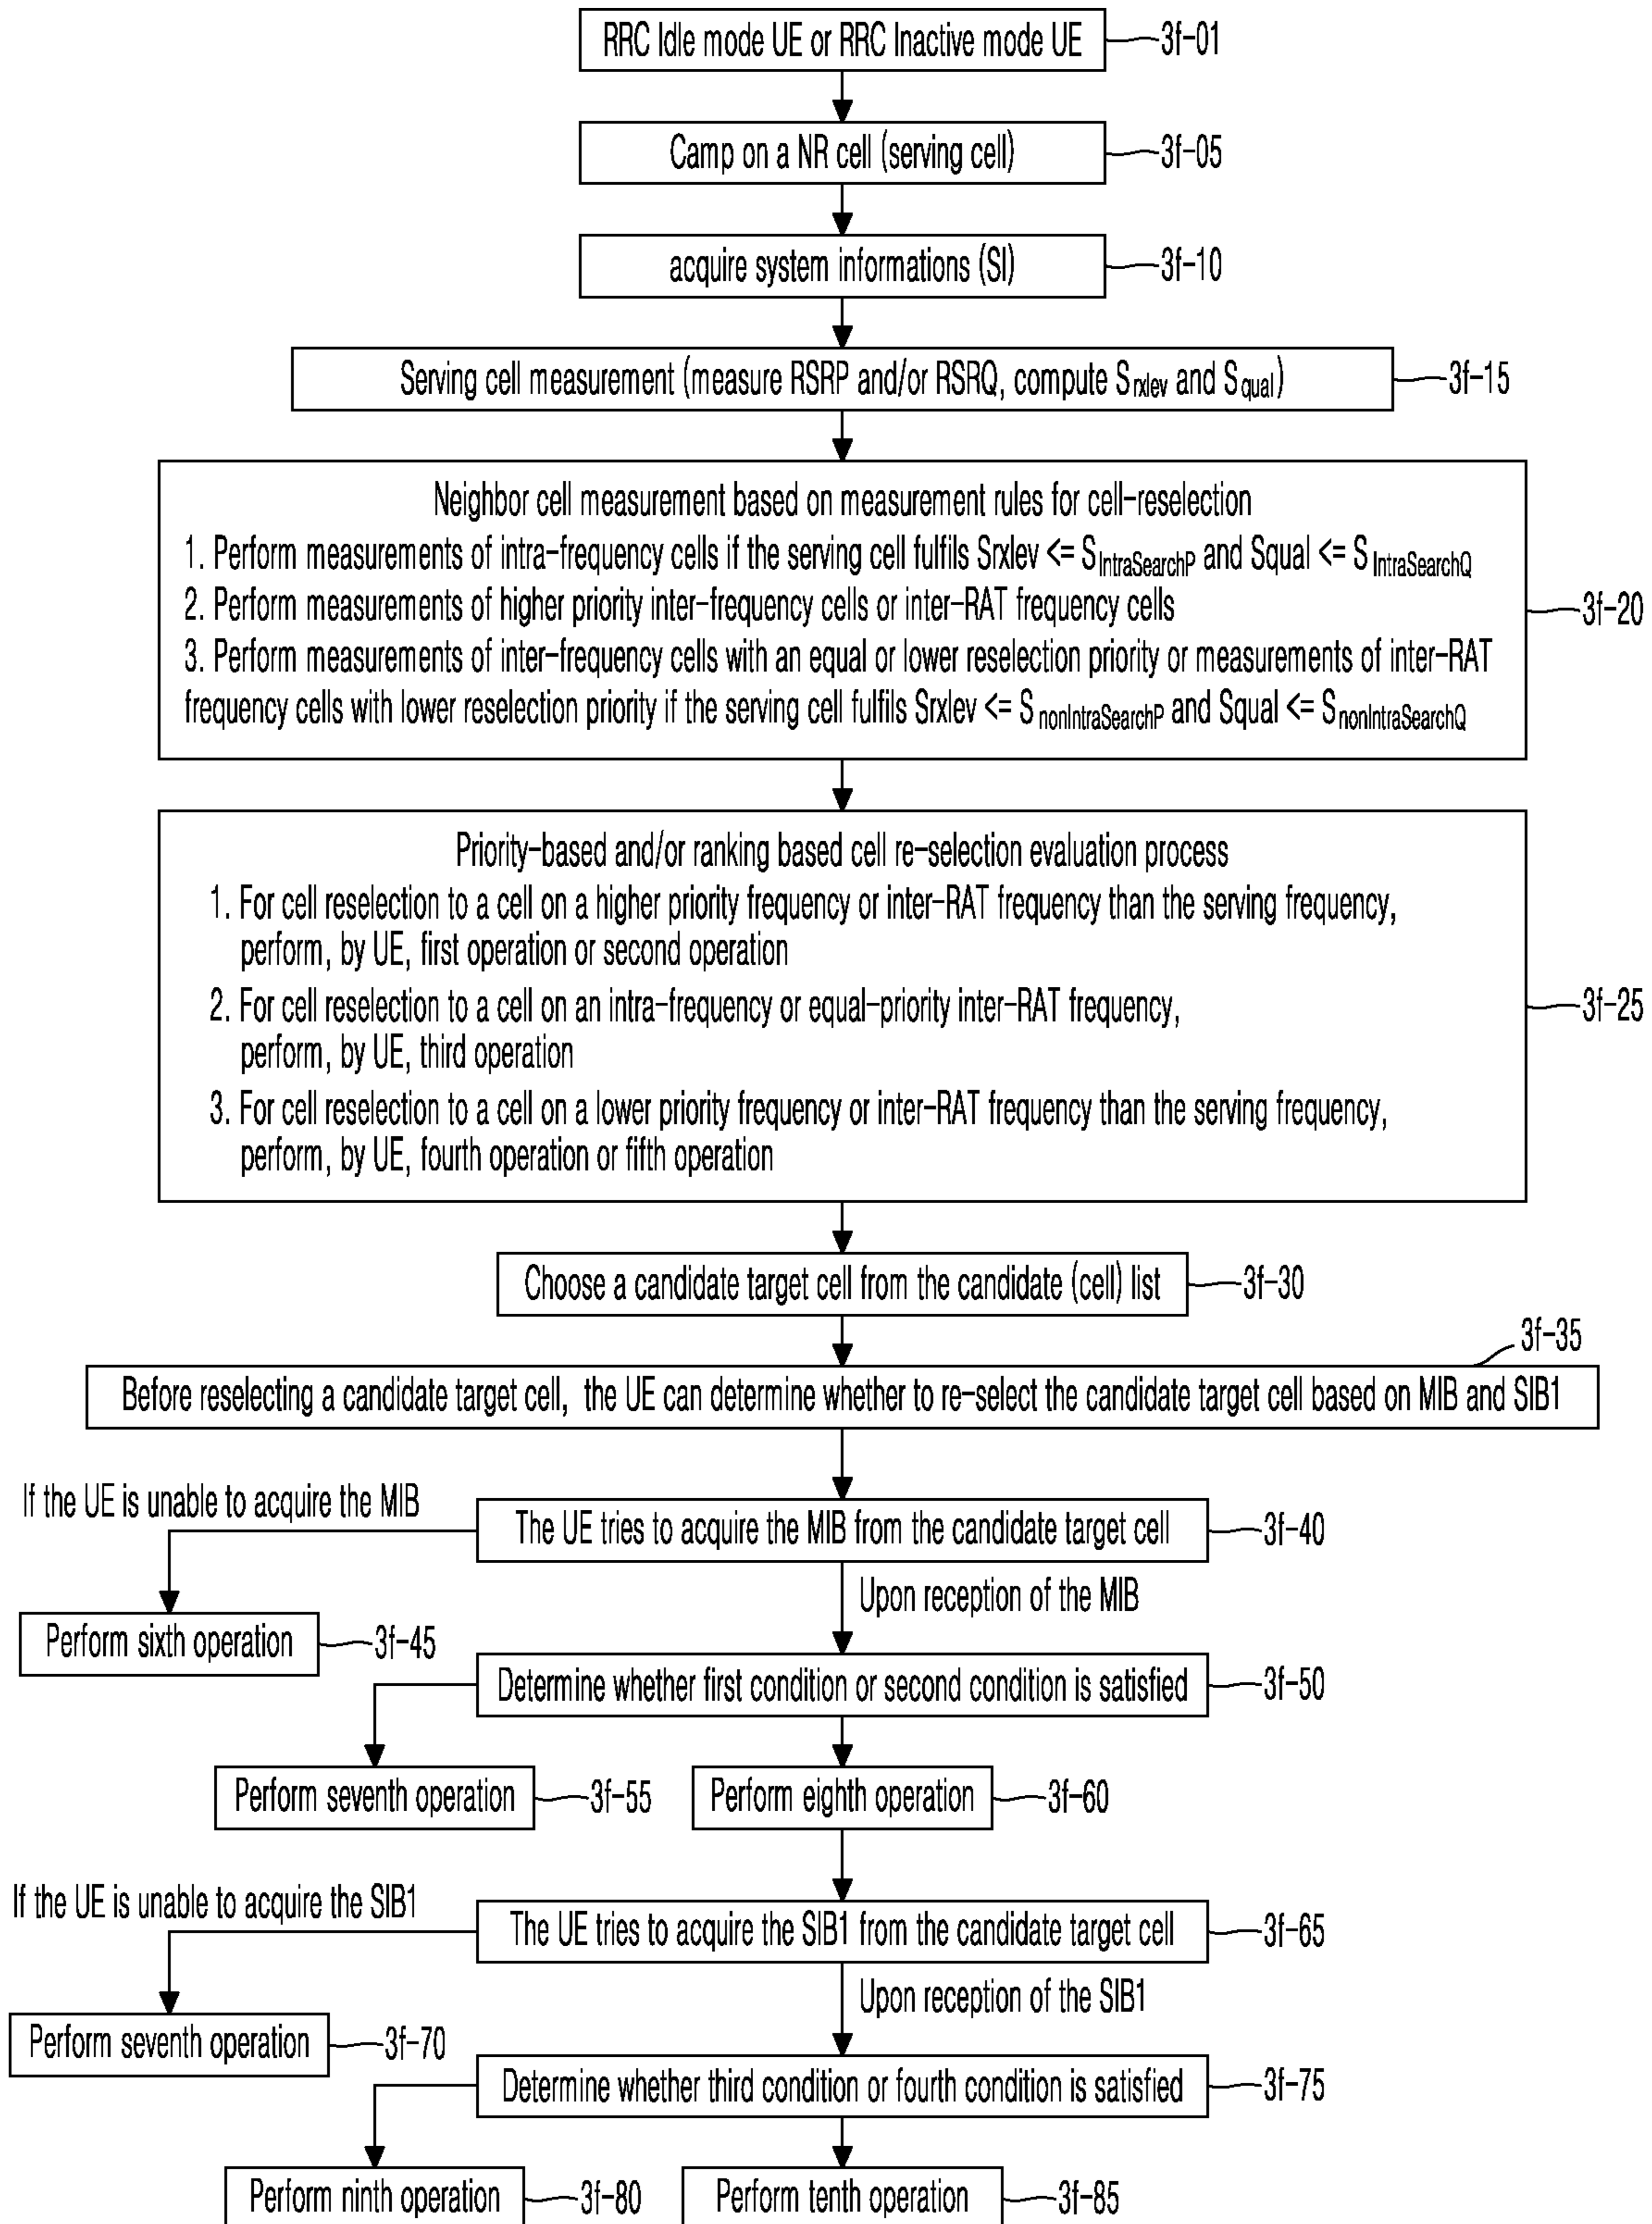 RRC Idle mode UE or RRC Inactive mode UE
3f-01
Camp on a NR cell (serving cell)
3f-05
acquire system informations (SI)
3f-10
Serving cell measurement (measure RSRP and/or RSRQ, compute Srxlev and Squal)
3f-15
Neighbor cell measurement based on measurement rules for cell-reselection
1. Perform measurements of intra-frequency cells if the serving cell fulfils Srxlev <= SIntraSearchP and Squal <= SIntraSearchQ
2. Perform measurements of higher priority inter-frequency cells or inter-RAT frequency cells
3. Perform measurements of inter-frequency cells with an equal or lower reselection priority or measurements of inter-RAT
frequency cells with lower reselection priority if the serving cell fulfils Srxlev <= SnonIntraSearchP and Squal <= SnonIntraSearchQ
3f-20
Priority-based and/or ranking based cell re-selection evaluation process
1. For cell reselection to a cell on a higher priority frequency or inter-RAT frequency than the serving frequency,
perform, by UE, first operation or second operation
2. For cell reselection to a cell on an intra-frequency or equal-priority inter-RAT frequency,
perform, by UE, third operation
3. For cell reselection to a cell on a lower priority frequency or inter-RAT frequency than the serving frequency,
perform, by UE, fourth operation or fifth operation
3f-25
Choose a candidate target cell from the candidate (cell) list
3f-30
3f-35
Before reselecting a candidate target cell, the UE can determine whether to re-select the candidate target cell based on MIB and SIB1
If the UE is unable to acquire the MIB
The UE tries to acquire the MIB from the candidate target cell
3f-40
Upon reception of the MIB
Perform sixth operation
3f-45
Determine whether first condition or second condition is satisfied
3f-50
Perform seventh operation
3f-55
Perform eighth operation
3f-60
If the UE is unable to acquire the SIB1
The UE tries to acquire the SIB1 from the candidate target cell
3f-65
Upon reception of the SIB1
Perform seventh operation
3f-70
Determine whether third condition or fourth condition is satisfied
3f-75
Perform ninth operation
3f-80
Perform tenth operation
3f-85